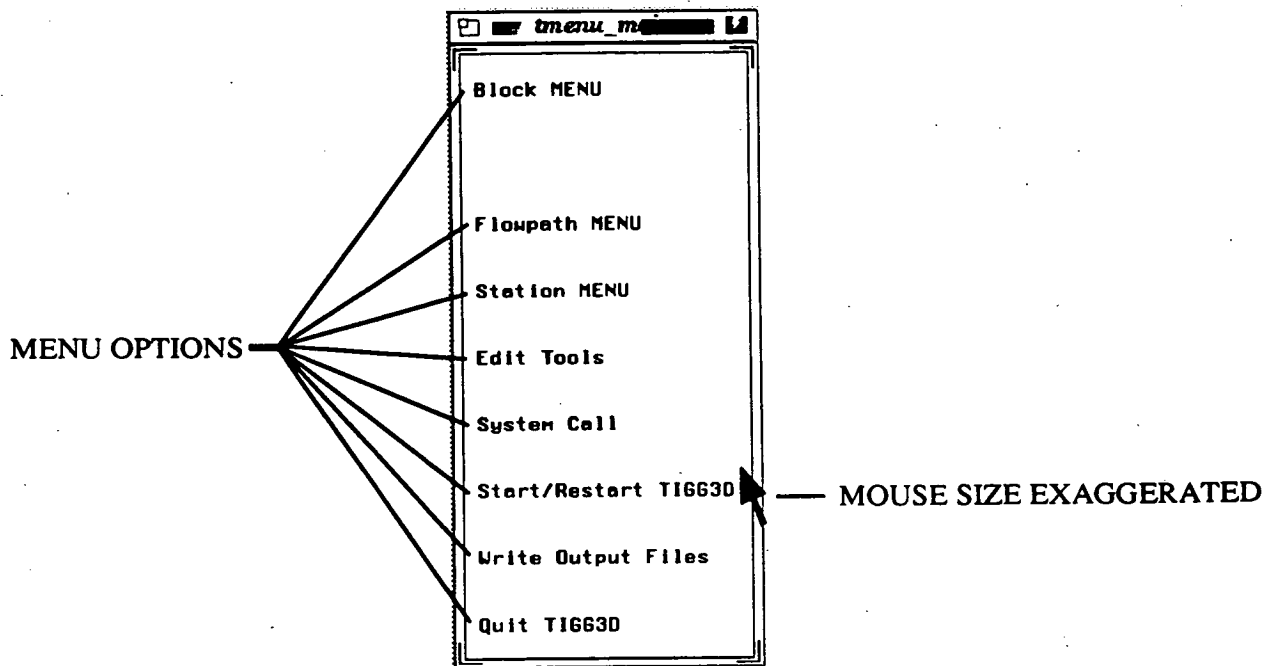 tmenu_m
Block MENU
Flowpath MENU
Station MENU
MENU OPTIONS
Edit Tools
System Call
Start/Restart TIGG3D
MOUSE SIZE EXAGGERATED
Write Output Files
Quit TIGG3D